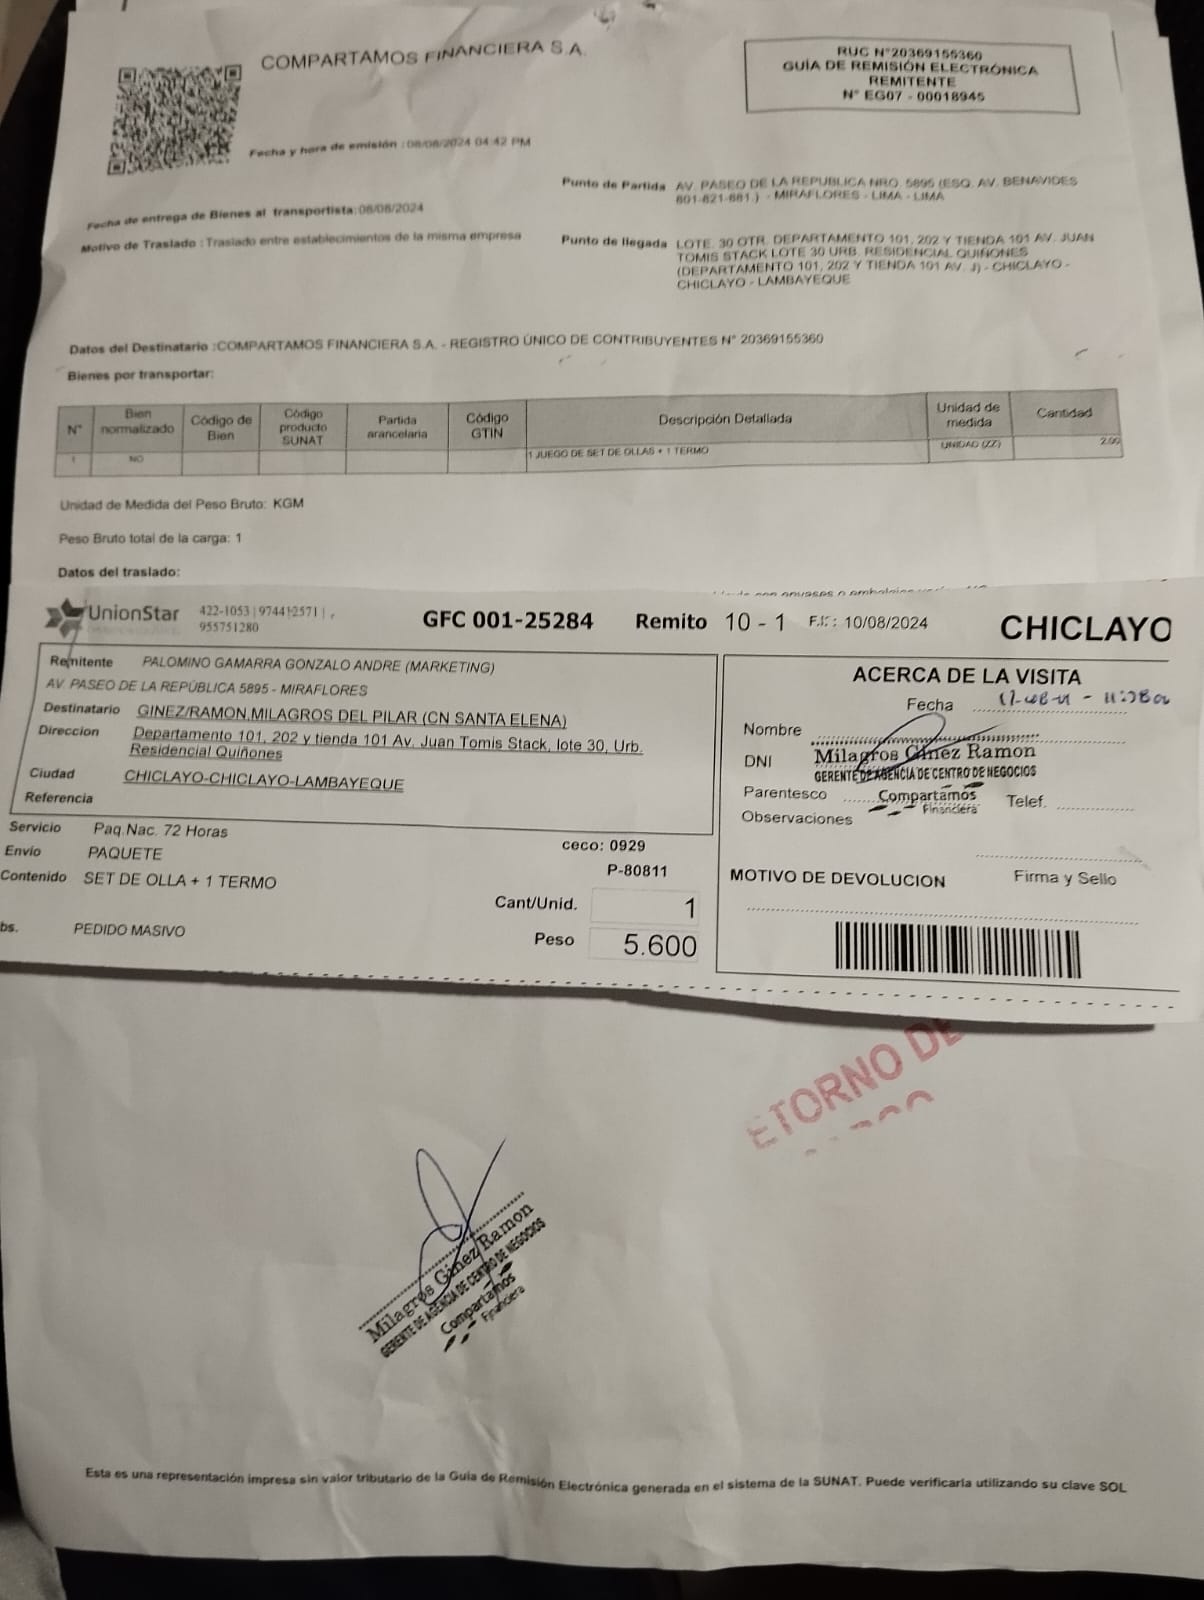 COMPARTAMOS FINANCIERA S.A.
RUC N°20369155360
GUÍA DE REMISIÓN ELECTRÓNICA
REMITENTE
N° EG07 - 00018945
Fecha y hora de emisión : 08/08/2024 04:42 PM
Fecha de entrega de Bienes al transportista: 08/08/2024
Motivo de Traslado : Traslado entre establecimientos de la misma empresa
Punto de Partida AV. PASEO DE LA REPUBLICA NRO. 5895 (ESQ. AV. BENAVIDES
801-821-881.) - MIRAFLORES - LIMA - LIMA
Punto de llegada LOTE. 30 OTR. DEPARTAMENTO 101, 202 Y TIENDA 101 AV. JUAN
TOMIS STACK LOTE 30 URB. RESIDENCIAL QUIÑONES
(DEPARTAMENTO 101, 202 Y TIENDA 101 AV. J) - CHICLAYO -
CHICLAYO - LAMBAYEQUE
Datos del Destinatario :COMPARTAMOS FINANCIERA S.A. - REGISTRO ÚNICO DE CONTRIBUYENTES N° 20369155360
Bienes por transportar:
N° Bien normalizado Código de Bien Código producto SUNAT Partida arancelaria Código GTIN Descripción Detallada Unidad de medida Cantidad
1 NO 1 JUEGO DE SET DE OLLAS + 1 TERMO UNIDAD (ZZ) 2.00
Unidad de Medida del Peso Bruto: KGM
Peso Bruto total de la carga: 1
Datos del traslado:
UnionStar 422-1053 | 974412571 |
955751280
GFC 001-25284 Remito 10 - 1 10/08/2024 CHICLAYO
Remitente PALOMINO GAMARRA GONZALO ANDRE (MARKETING)
AV. PASEO DE LA REPÚBLICA 5895 - MIRAFLORES
Destinatario GINEZ/RAMON,MILAGROS DEL PILAR (CN SANTA ELENA)
Direccion Departamento 101, 202 y tienda 101 Av. Juan Tomis Stack, lote 30, Urb.
Residencial Quiñones
Ciudad CHICLAYO-CHICLAYO-LAMBAYEQUE
Referencia
Servicio Paq.Nac. 72 Horas
Envio PAQUETE
Contenido SET DE OLLA + 1 TERMO
bs. PEDIDO MASIVO
ceco: 0929
P-80811
Cant/Unid. 1
Peso 5.600
ACERCA DE LA VISITA
Fecha
Nombre
DNI Milagros Ginez Ramon
GERENTE DE AGENCIA DE CENTRO DE NEGOCIOS
Parentesco Compartamos Telef.
Financiera
Observaciones
MOTIVO DE DEVOLUCION Firma y Sello
ETORNO DE
Milagros Ginez Ramon
GERENTE DE AGENCIA DE CENTRO DE NEGOCIOS
Compartamos
Financiera
Esta es una representación impresa sin valor tributario de la Guía de Remisión Electrónica generada en el sistema de la SUNAT. Puede verificarla utilizando su clave SOL